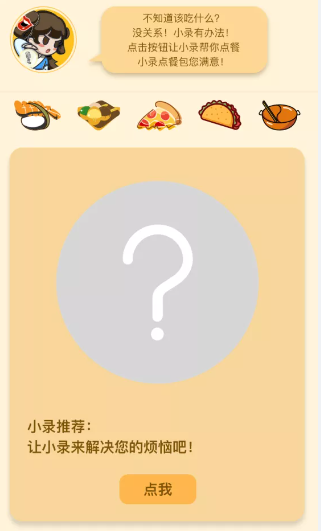 不知道该吃什么？
没关系！小录有办法！
点击按钮让小录帮你点餐
小录点餐包您满意！
小录推荐：
让小录来解决您的烦恼吧！
点我